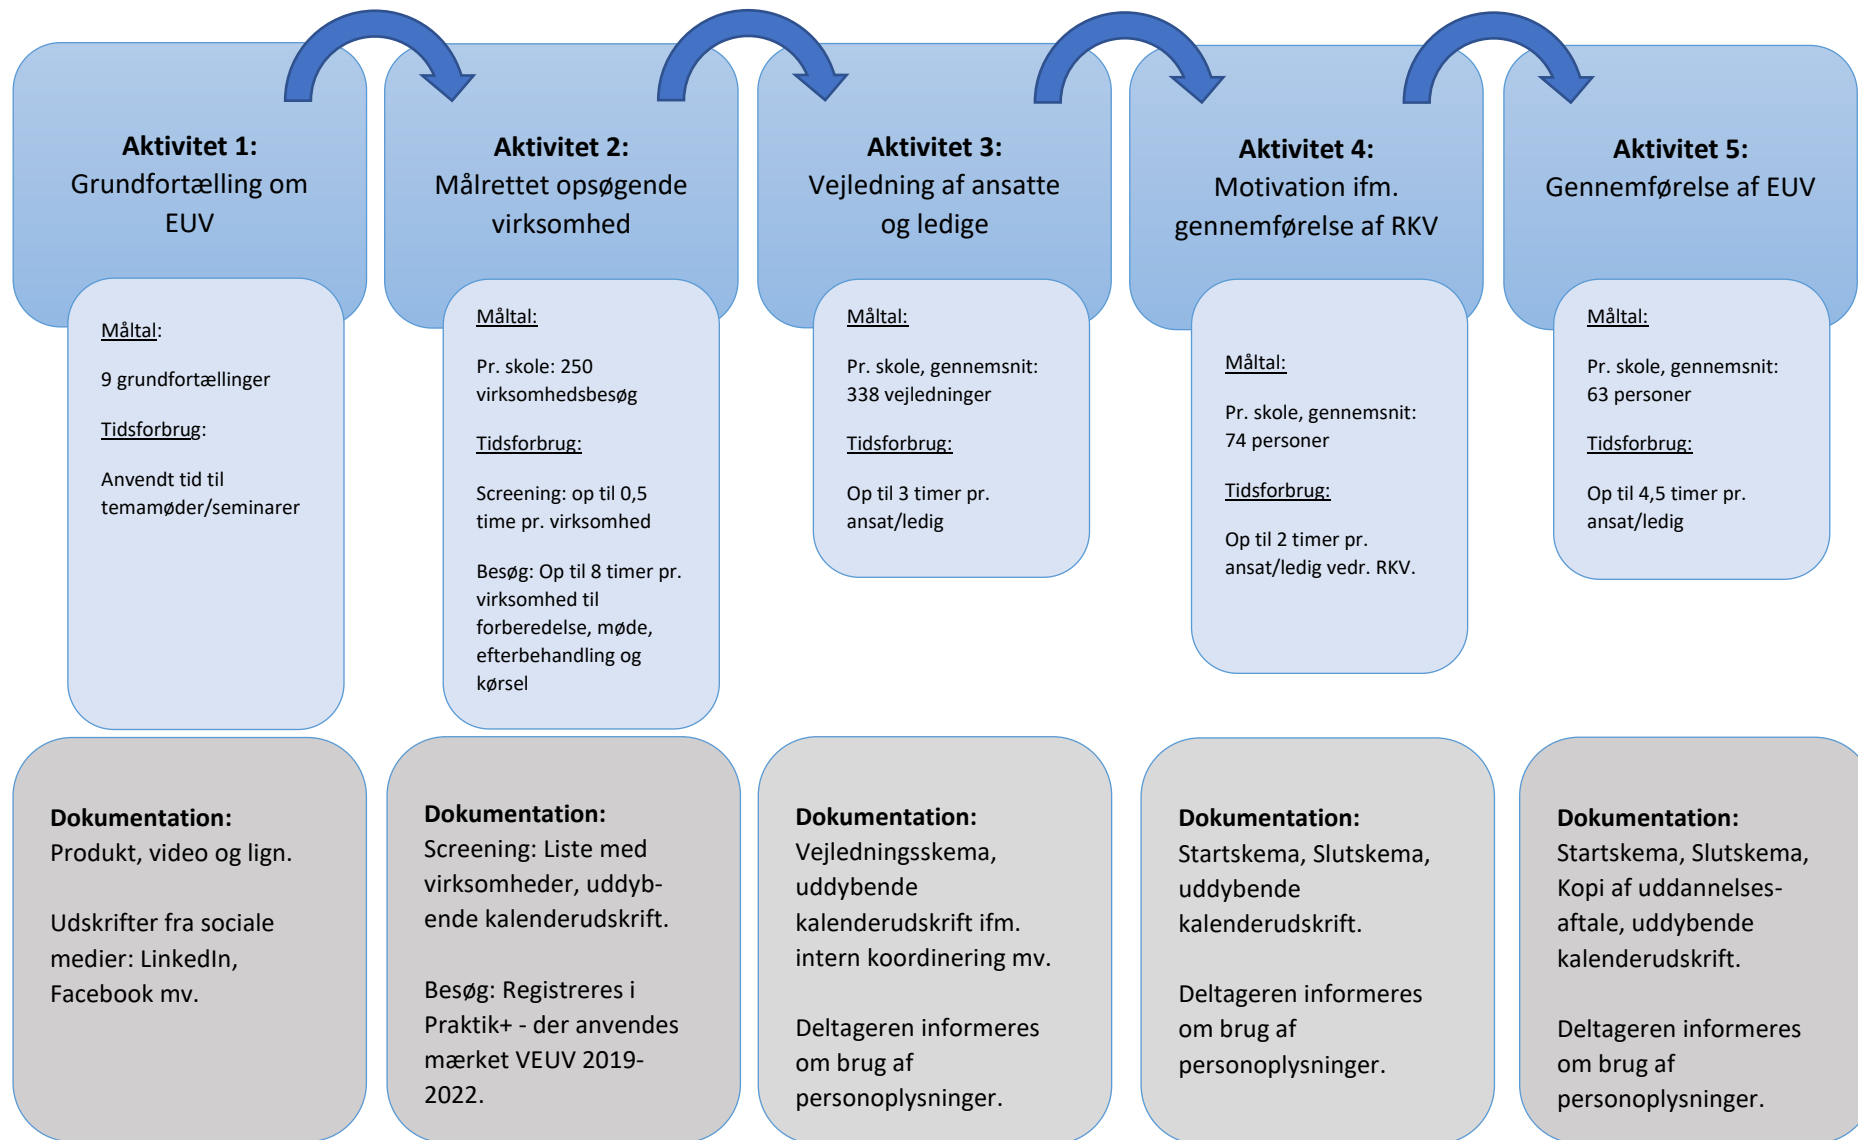 Aktivitet 1:
Grundfortælling om
EUV
Måltal:
9 grundfortællinger
Tidsforbrug:
Anvendt tid til
temamøder/seminarer
Dokumentation:
Produkt, video og lign.
Udskrifter fra sociale
medier: LinkedIn,
Facebook mv.
Aktivitet 2:
Målrettet opsøgende
virksomhed
Måltal:
Pr. skole: 250
virksomhedsbesøg
Tidsforbrug:
Screening: op til 0,5
time pr. virksomhed
Besøg: Op til 8 timer pr.
virksomhed til
forberedelse, møde,
efterbehandling og
kørsel
Dokumentation:
Screening: Liste med
virksomheder, uddyb-
ende kalenderudskrift.
Besøg: Registreres i
Praktik+ - der anvendes
mærket VEUV 2019-
2022.
Aktivitet 3:
Vejledning af ansatte
og ledige
Måltal:
Pr. skole, gennemsnit:
338 vejledninger
Tidsforbrug:
Op til 3 timer pr.
ansat/ledig
Dokumentation:
Vejledningsskema,
uddybende
kalenderudskrift ifm.
intern koordinering mv.
Deltageren informeres
om brug af
personoplysninger.
Aktivitet 4:
Motivation ifm.
gennemførelse af RKV
Måltal:
Pr. skole, gennemsnit:
74 personer
Tidsforbrug:
Op til 2 timer pr.
ansat/ledig vedr. RKV.
Dokumentation:
Startskema, Slutskema,
uddybende
kalenderudskrift.
Deltageren informeres
om brug af
personoplysninger.
Aktivitet 5:
Gennemførelse af EUV
Måltal:
Pr. skole, gennemsnit:
63 personer
Tidsforbrug:
Op til 4,5 timer pr.
ansat/ledig
Dokumentation:
Startskema, Slutskema,
Kopi af uddannelses-
aftale, uddybende
kalenderudskrift.
Deltageren informeres
om brug af
personoplysninger.